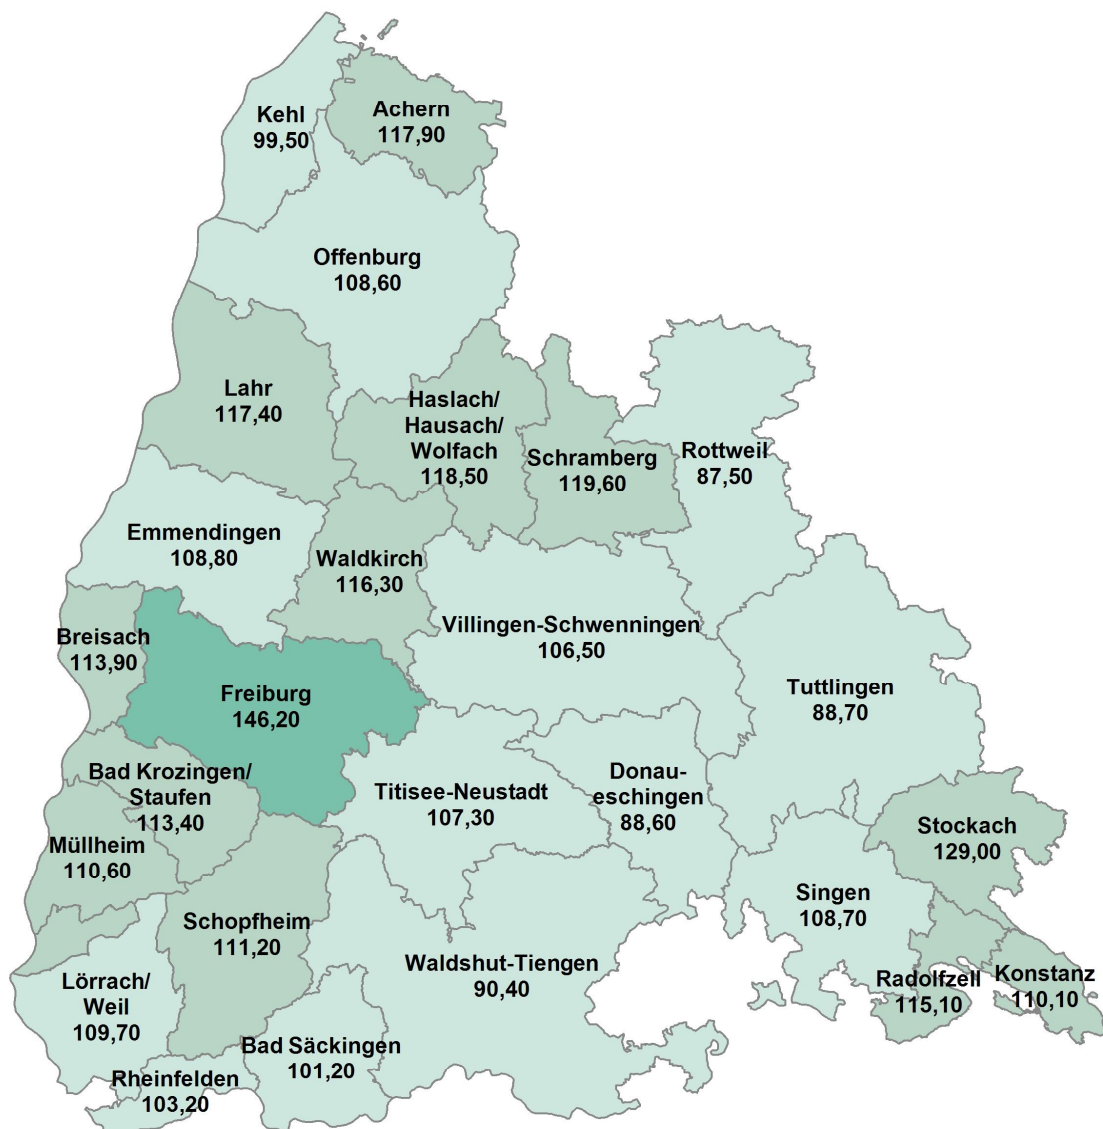 Kehl
99,50
Achern
117,90
Offenburg
108,60
Lahr
117,40
Haslach/
Hausach/
Wolfach
118,50
Schramberg
119,60
Rottweil
87,50
Emmendingen
108,80
Waldkirch
116,30
Breisach
113,90
Villingen-Schwenningen
106,50
Freiburg
146,20
Tuttlingen
88,70
Bad Krozingen/
Staufen
113,40
Titisee-Neustadt
107,30
Donau-
eschingen
88,60
Stockach
129,00
Müllheim
110,60
Singen
108,70
Schopfheim
111,20
Waldshut-Tiengen
90,40
Radolfzell
115,10
Konstanz
110,10
Lörrach/
Weil
109,70
Bad Säckingen
101,20
Rheinfelden
103,20